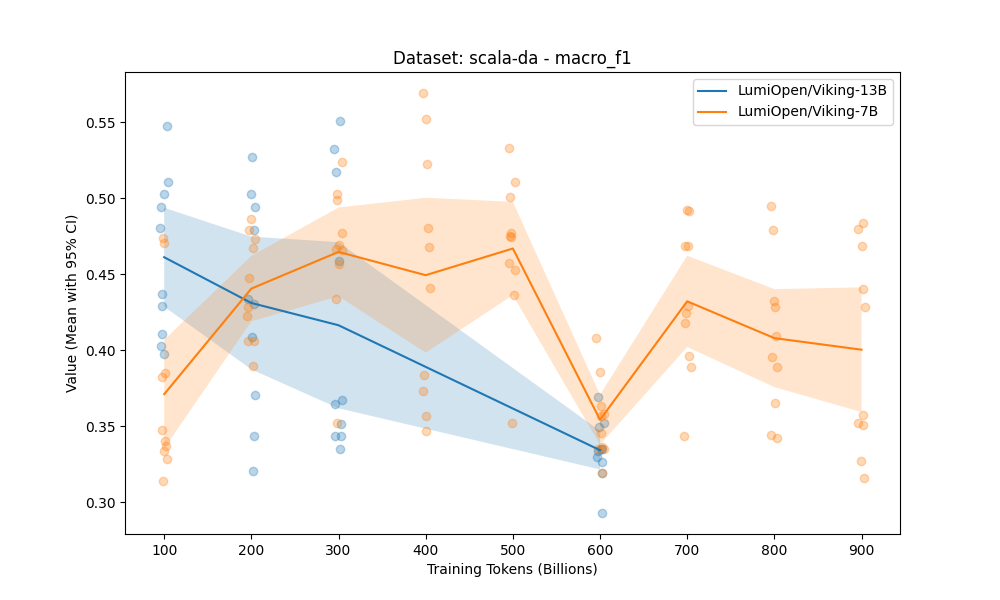 Dataset: scala-da - macro_f1
LumiOpen/Viking-13B
LumiOpen/Viking-7B
Value (Mean with 95% CI)
0.55
0.50
0.45
0.40
0.35
0.30
100 200 300 400 500 600 700 800 900
Training Tokens (Billions)